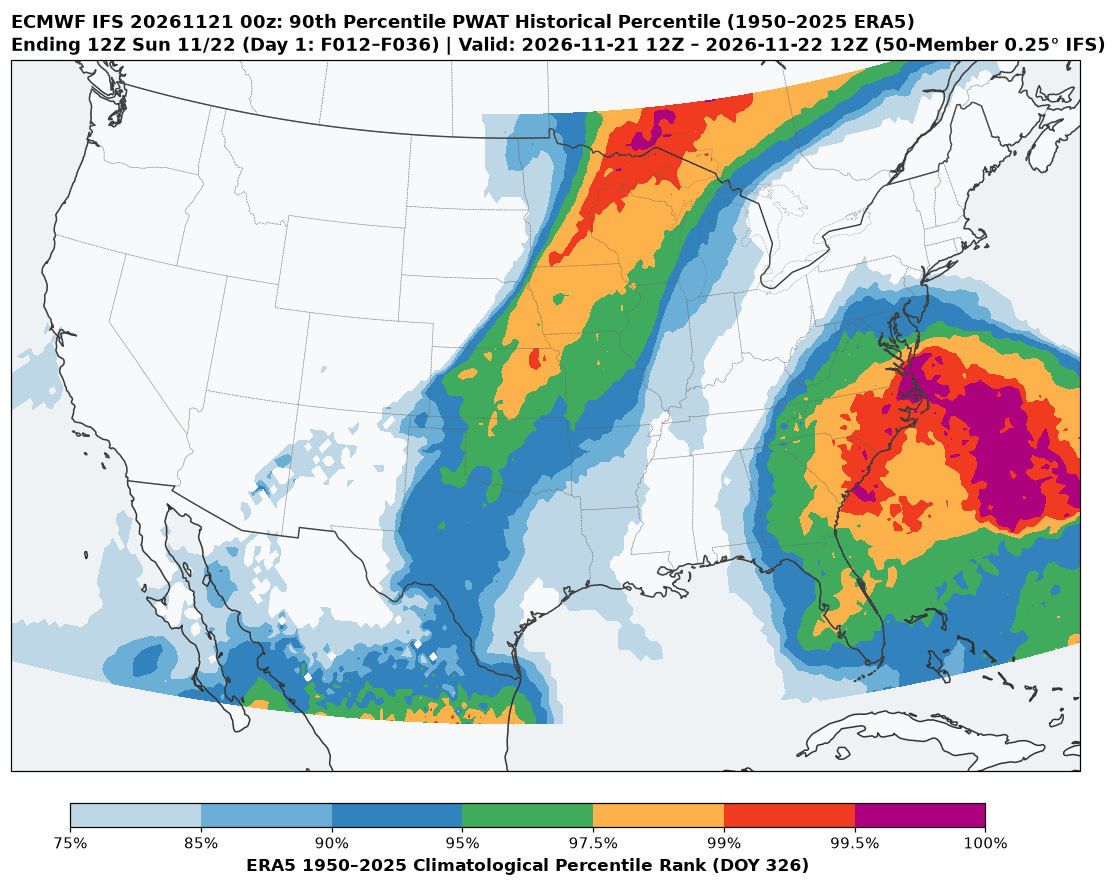 ECMWF IFS 20261121 00z: 90th Percentile PWAT Historical Percentile (1950–2025 ERA5)
Ending 12Z Sun 11/22 (Day 1: F012–F036) | Valid: 2026-11-21 12Z – 2026-11-22 12Z (50-Member 0.25° IFS)
75% 85% 90% 95% 97.5% 99% 99.5% 100%
ERA5 1950–2025 Climatological Percentile Rank (DOY 326)